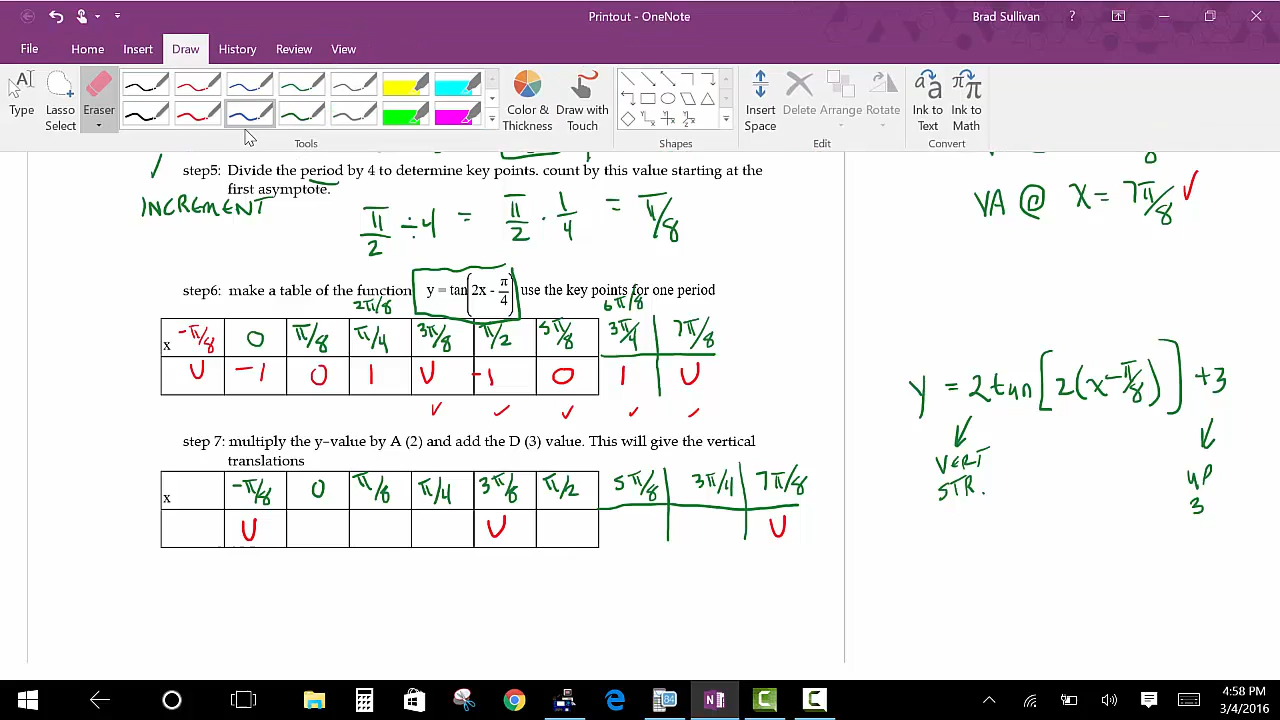 Printout - OneNote
Brad Sullivan
?
File
Home
Insert
Draw
History
Review
View
Type
Lasso Select
Eraser
Color & Thickness
Draw with Touch
Insert Space
Delete
Arrange
Rotate
Ink to Text
Ink to Math
Tools
Shapes
Edit
Convert
step5: Divide the period by 4 to determine key points. count by this value starting at the
first asymptote.
INCREMENT
π/2 ÷ 4 = π/2 · 1/4 = π/8
step6: make a table of the function y = tan(2x - π/4) use the key points for one period
2π/8 6π/8
x -π/8 0 π/8 π/4 3π/8 π/2 5π/8 3π/4 7π/8
U -1 0 1 U -1 0 1 U
step 7: multiply the y-value by A (2) and add the D (3) value. This will give the vertical
translations
x -π/8 0 π/8 π/4 3π/8 π/2 5π/8 3π/4 7π/8
U U U
8
VA @ x = 7π/8
y = 2tan[2(x-π/8)] +3
VERT
STR.
UP
3
4:58 PM
3/4/2016